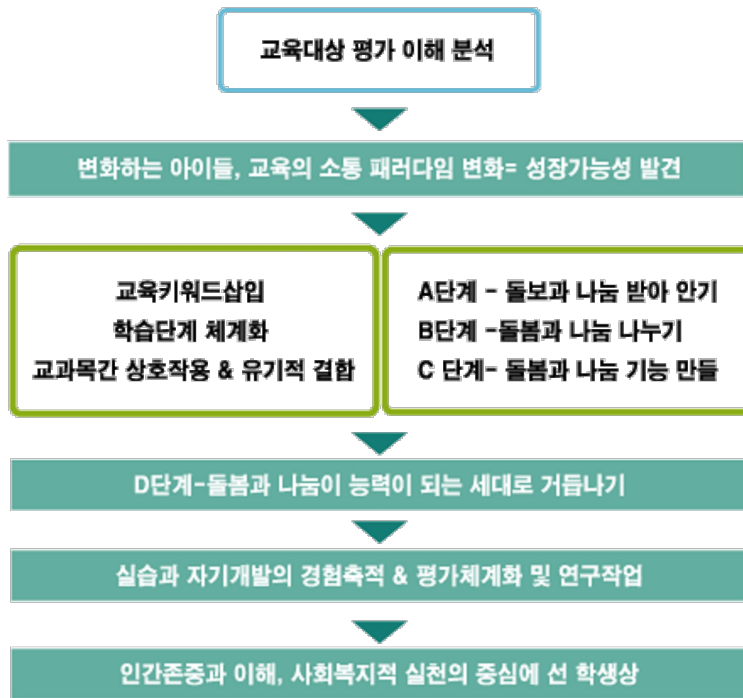 교육대상 평가 이해 분석
변화하는 아이들, 교육의 소통 패러다임 변화= 성장가능성 발견
교육키워드삽입
학습단계 체계화
교과목간 상호작용 & 유기적 결합
A단계 - 돌보과 나눔 받아 안기
B단계 -돌봄과 나눔 나누기
C 단계- 돌봄과 나눔 기능 만들
D단계-돌봄과 나눔이 능력이 되는 세대로 거듭나기
실습과 자기개발의 경험축적 & 평가체계화 및 연구작업
인간존중과 이해, 사회복지적 실천의 중심에 선 학생상